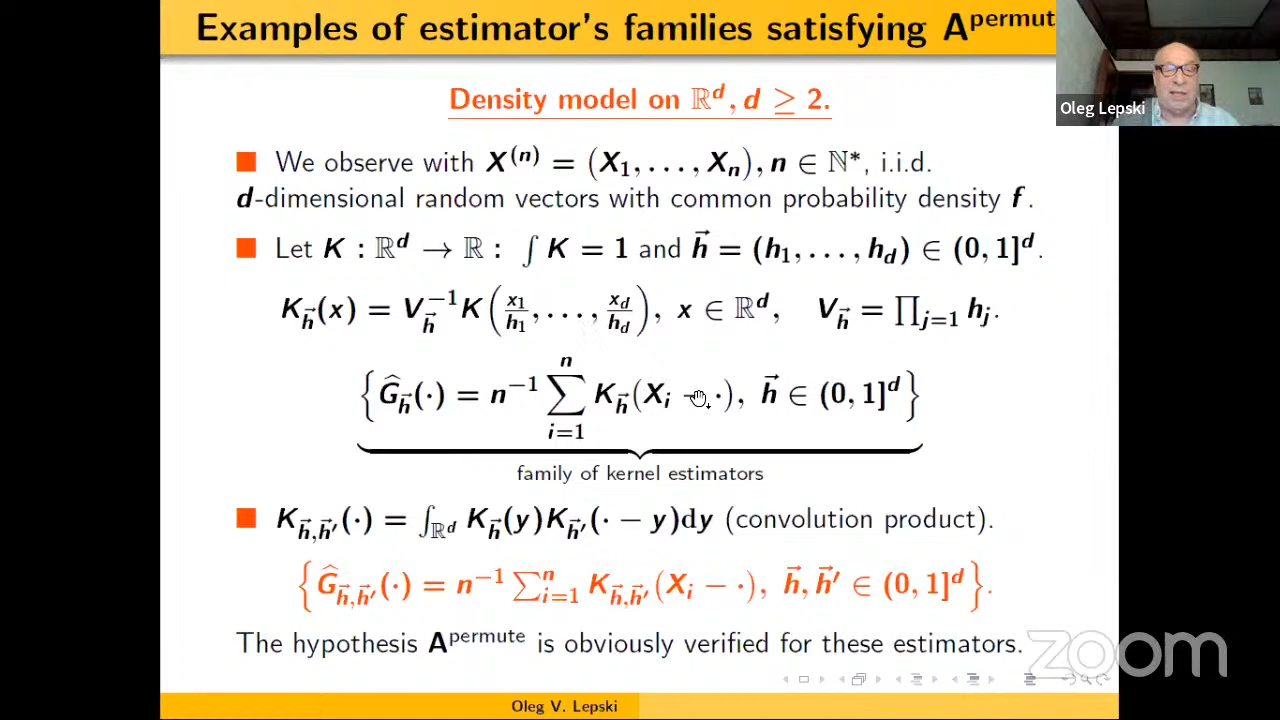 Examples of estimator's families satisfying A^permut
Oleg Lepski
Density model on ℝ^d, d ≥ 2.
We observe with X^(n) = (X_1, . . . , X_n), n ∈ ℕ*, i.i.d.
d-dimensional random vectors with common probability density f.
Let K : ℝ^d → ℝ : ∫ K = 1 and h⃗ = (h_1, . . . , h_d) ∈ (0, 1]^d.
K_h⃗(x) = V_h⃗^{-1} K(x_1/h_1, . . . , x_d/h_d), x ∈ ℝ^d, V_h⃗ = ∏_{j=1} h_j.
{Ĝ_h⃗(·) = n^{-1} ∑_{i=1}^{n} K_h⃗(X_i − ·), h⃗ ∈ (0, 1]^d}
family of kernel estimators
K_{h⃗,h⃗′}(·) = ∫_{ℝ^d} K_h⃗(y)K_h⃗′(· − y)dy (convolution product).
{Ĝ_{h⃗,h⃗′}(·) = n^{-1} ∑_{i=1}^{n} K_{h⃗,h⃗′}(X_i − ·), h⃗, h⃗′ ∈ (0, 1]^d}.
The hypothesis A^permute is obviously verified for these estimators.
zoom
Oleg V. Lepski